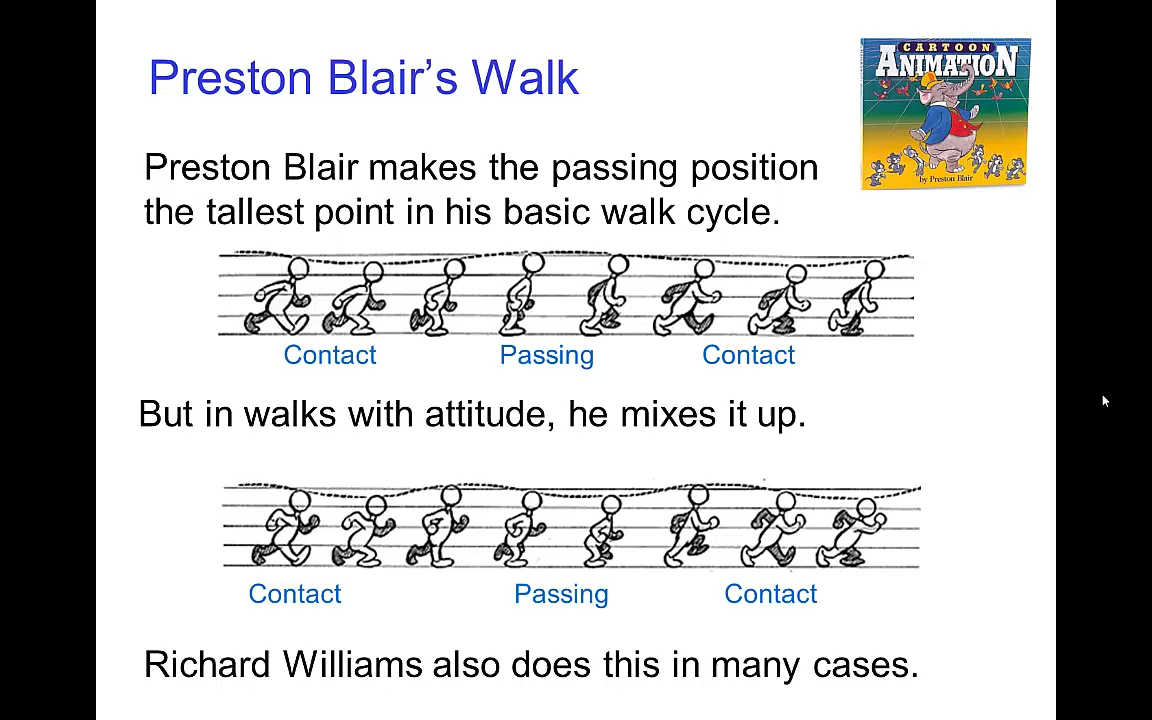 Preston Blair’s Walk
CARTOON
ANIMATION
by Preston Blair
Preston Blair makes the passing position
the tallest point in his basic walk cycle.
Contact Passing Contact
But in walks with attitude, he mixes it up.
Contact Passing Contact
Richard Williams also does this in many cases.